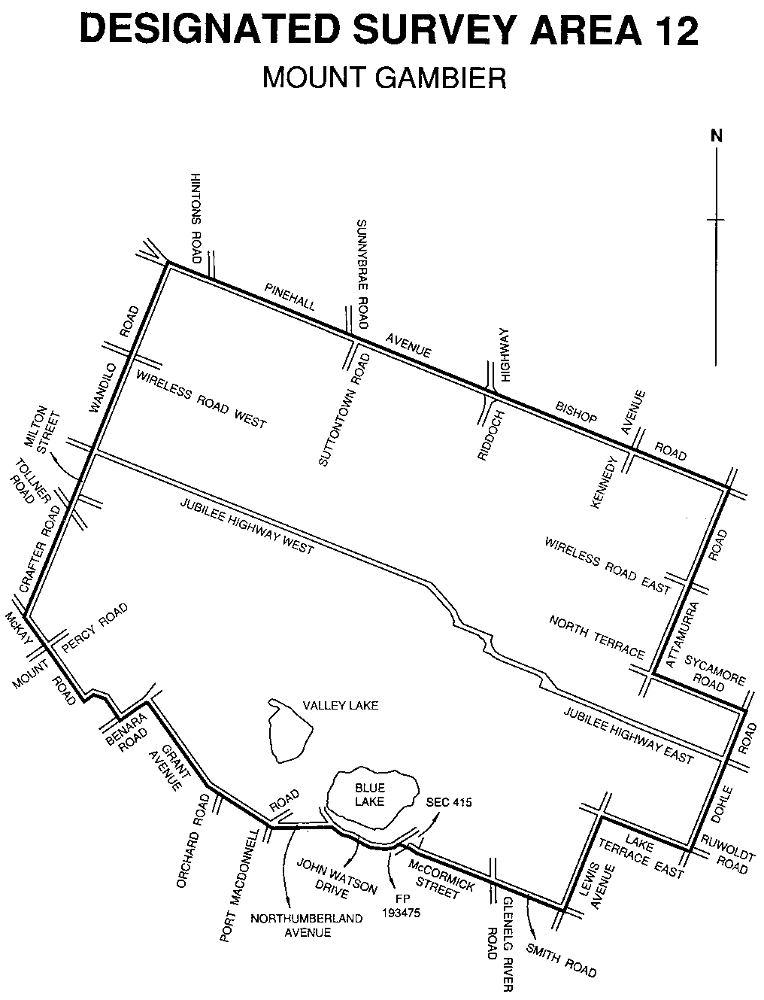 DESIGNATED SURVEY AREA 12
MOUNT GAMBIER
N
HINTONS ROAD
SUNNYBRAE ROAD
PINEHALL AVENUE
HIGHWAY
RIDDOCH
BISHOP ROAD
AVENUE
KENNEDY
WANDILO ROAD
WIRELESS ROAD WEST
SUTTONTOWN ROAD
MILTON
STREET
TOLLNER
ROAD
CRAFTER ROAD
JUBILEE HIGHWAY WEST
WIRELESS ROAD EAST
ATTAMURRA ROAD
NORTH TERRACE
SYCAMORE
ROAD
McKAY
PERCY ROAD
MOUNT
ROAD
BENARA
ROAD
GRANT
AVENUE
VALLEY LAKE
JUBILEE HIGHWAY EAST
DOHLE ROAD
BLUE
LAKE
SEC 415
ORCHARD ROAD
ROAD
PORT MACDONNELL
LAKE
TERRACE EAST
RUWOLDT
ROAD
JOHN WATSON
DRIVE
McCORMICK
STREET
LEWIS
AVENUE
FP
193475
NORTHUMBERLAND
AVENUE
GLENELG RIVER
ROAD
SMITH ROAD